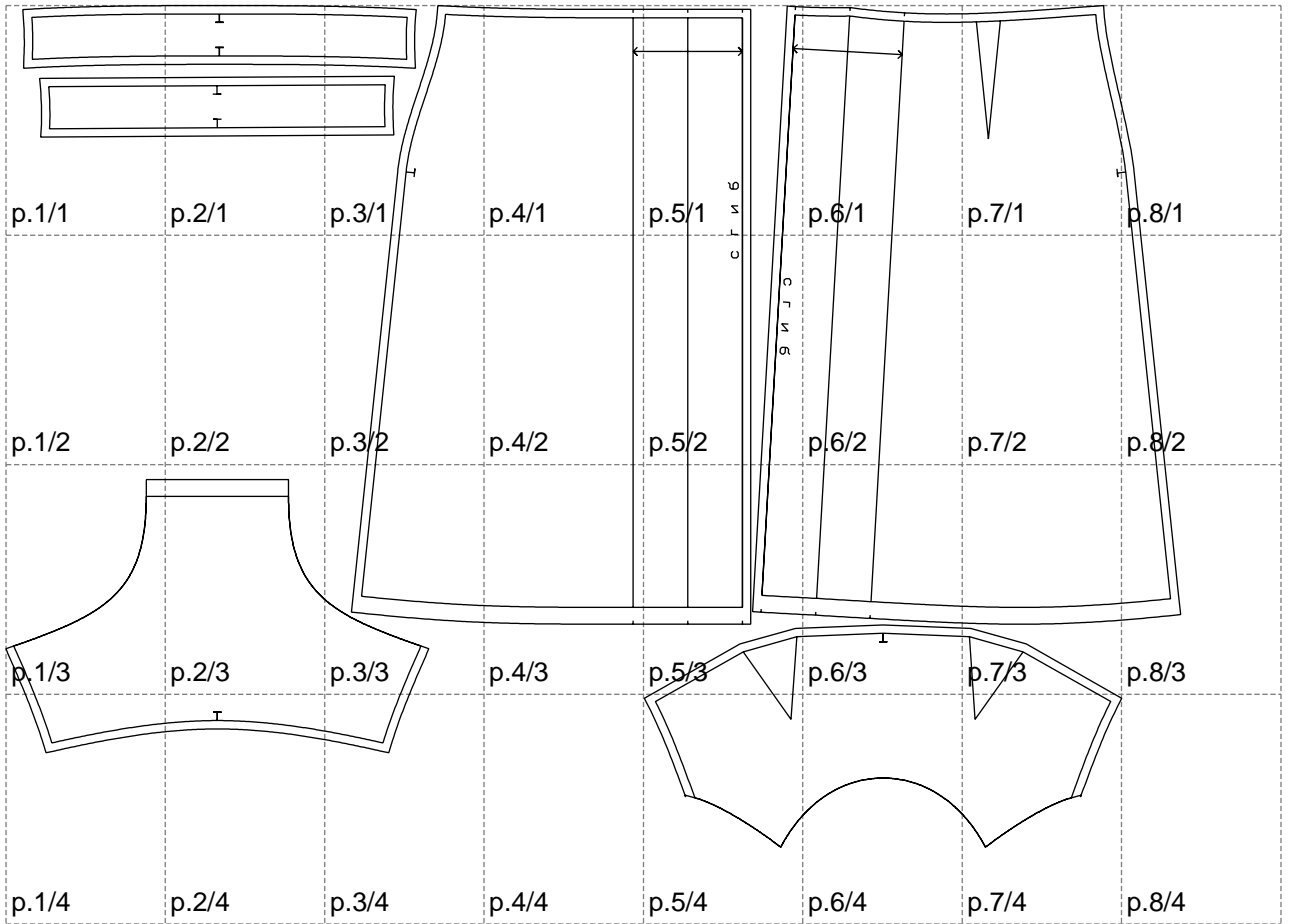 p.1/1 p.2/1 p.3/1 p.4/1 p.5/1 p.6/1 p.7/1 p.8/1
с г и б
с г и б
p.1/2 p.2/2 p.3/2 p.4/2 p.5/2 p.6/2 p.7/2 p.8/2
p.1/3 p.2/3 p.3/3 p.4/3 p.5/3 p.6/3 p.7/3 p.8/3
p.1/4 p.2/4 p.3/4 p.4/4 p.5/4 p.6/4 p.7/4 p.8/4